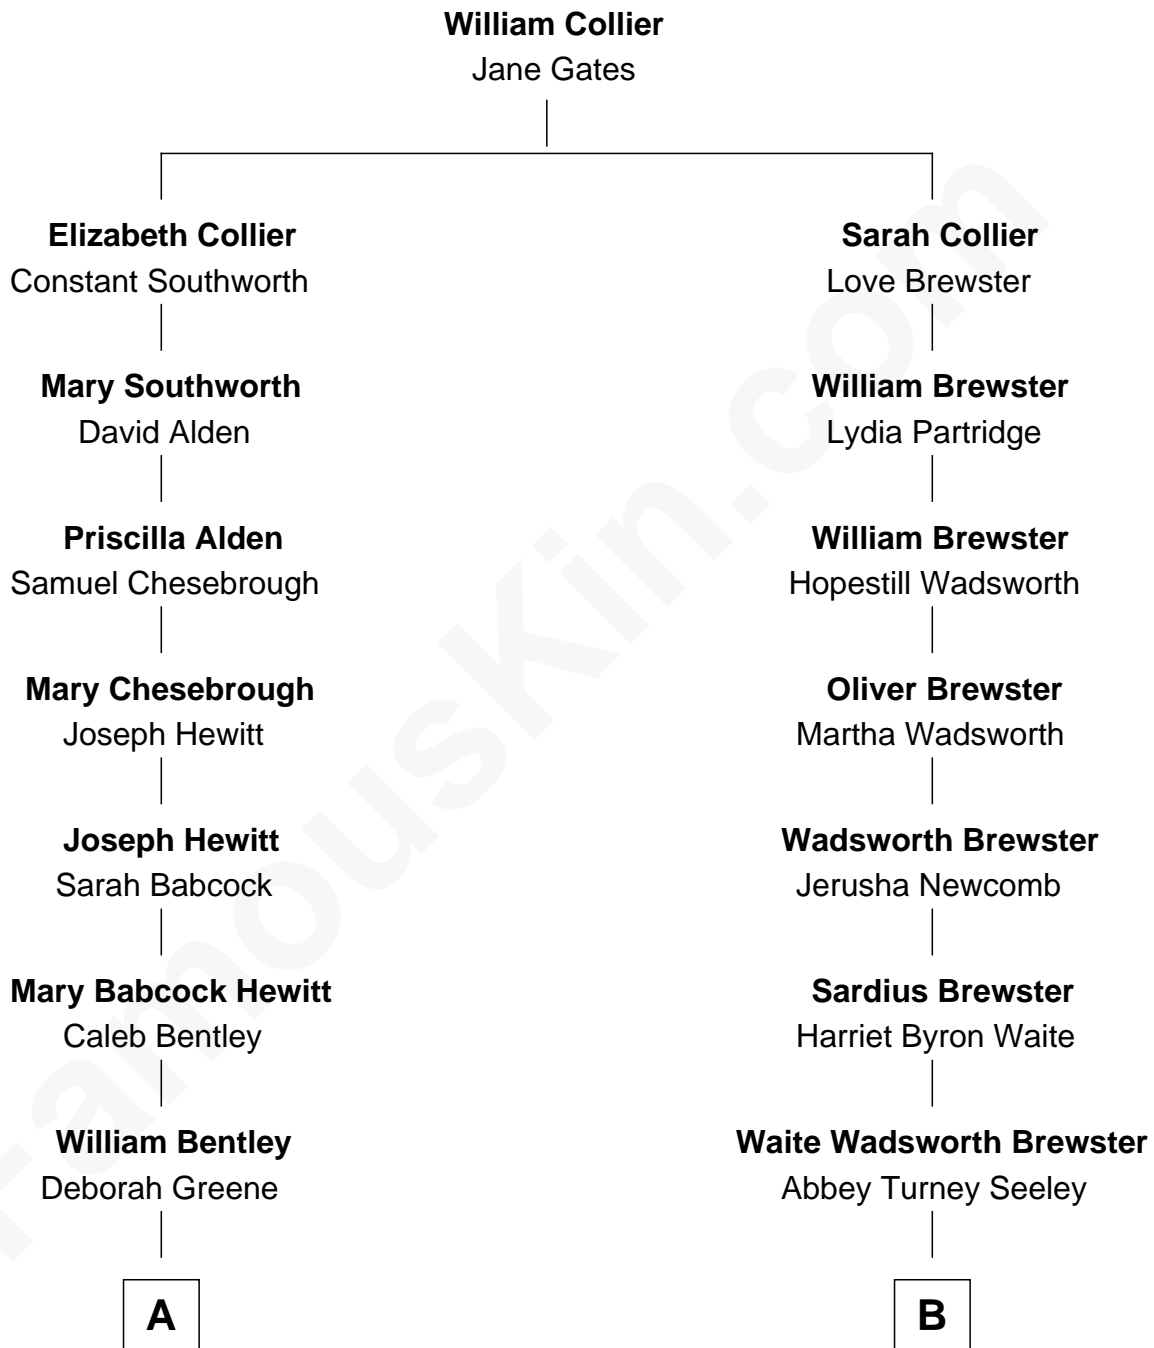 William Collier
Jane Gates
Elizabeth Collier
Constant Southworth
Sarah Collier
Love Brewster
Mary Southworth
David Alden
William Brewster
Lydia Partridge
Priscilla Alden
Samuel Chesebrough
William Brewster
Hopestill Wadsworth
Mary Chesebrough
Joseph Hewitt
Oliver Brewster
Martha Wadsworth
Joseph Hewitt
Sarah Babcock
Wadsworth Brewster
Jerusha Newcomb
Mary Babcock Hewitt
Caleb Bentley
Sardius Brewster
Harriet Byron Waite
William Bentley
Deborah Greene
Waite Wadsworth Brewster
Abbey Turney Seeley
A
B
FamousKin.com